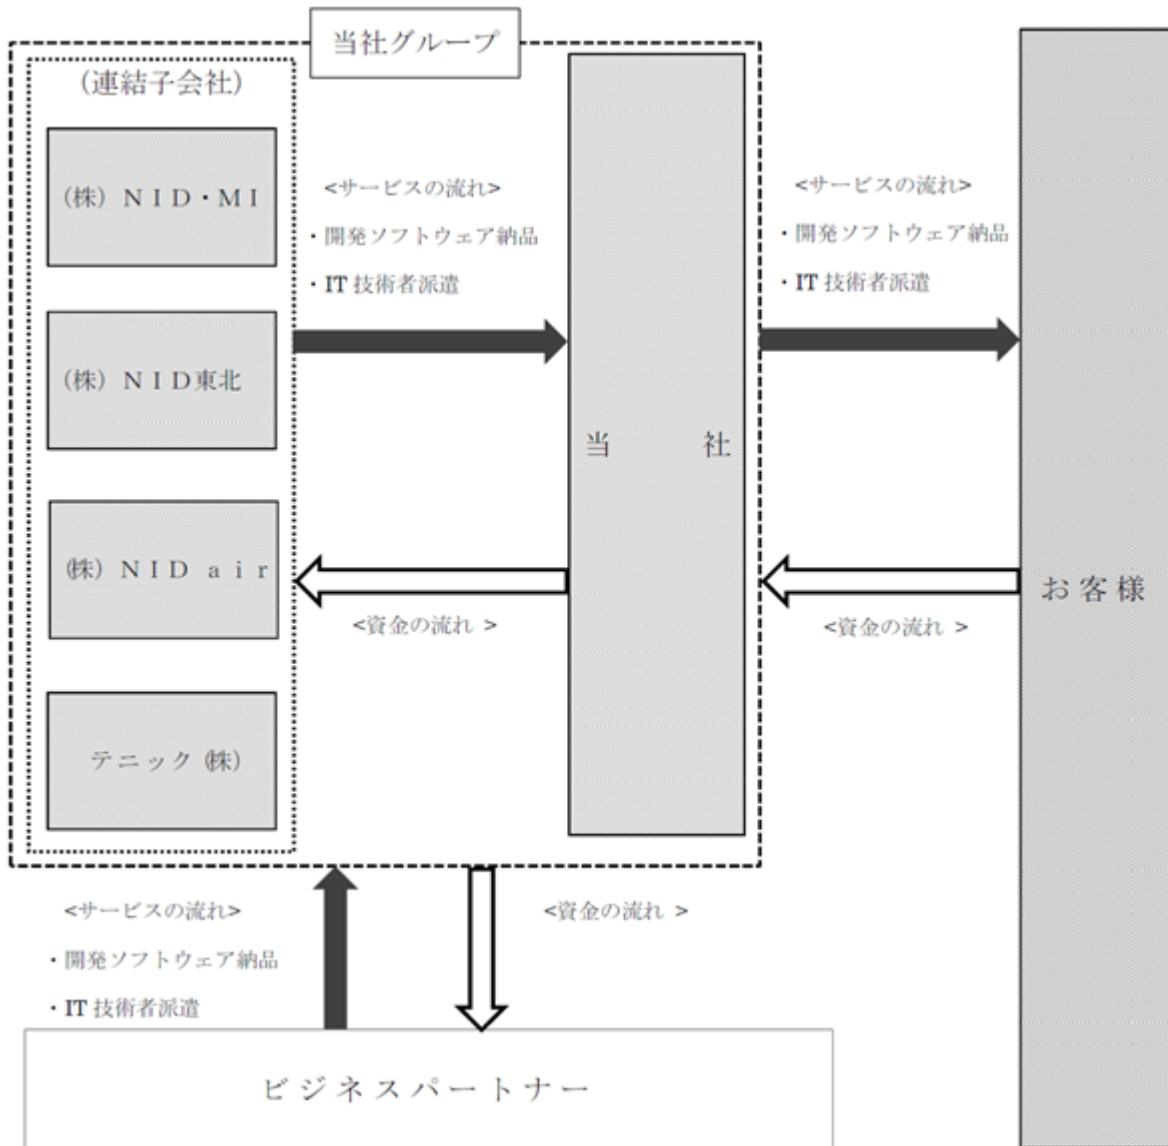 当社グループ
(連結子会社)
(株) NID・MI
(株) NID東北
(株) NID air
テニック (株)
<サービスの流れ>
・開発ソフトウェア納品
・IT 技術者派遣
<資金の流れ >
当 社
<サービスの流れ>
・開発ソフトウェア納品
・IT 技術者派遣
<資金の流れ >
お客様
<サービスの流れ>
・開発ソフトウェア納品
・IT 技術者派遣
<資金の流れ >
ビジネスパートナー